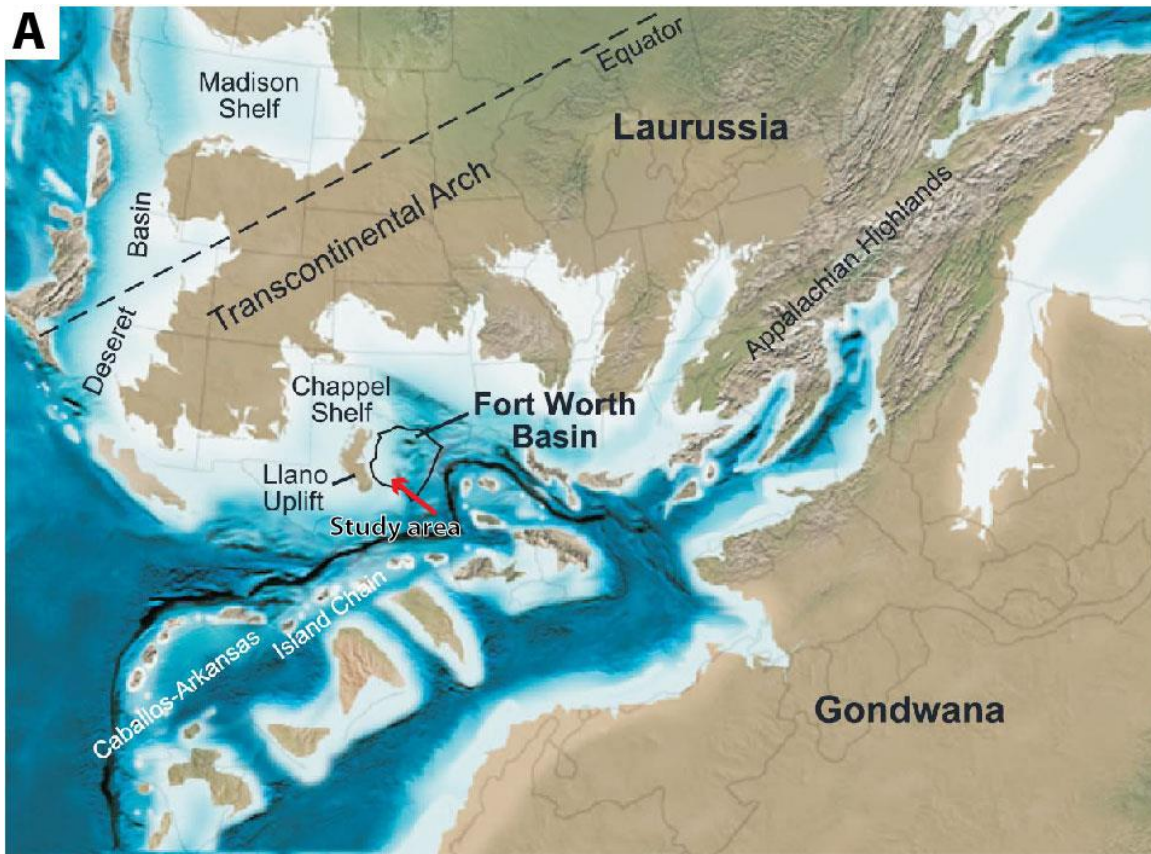 A
Madison
Shelf
Equator
Laurussia
Transcontinental Arch
Deseret Basin
Appalachian Highlands
Chappel
Shelf
Fort Worth
Basin
Llano
Uplift
Study area
Caballos-Arkansas Island Chain
Gondwana